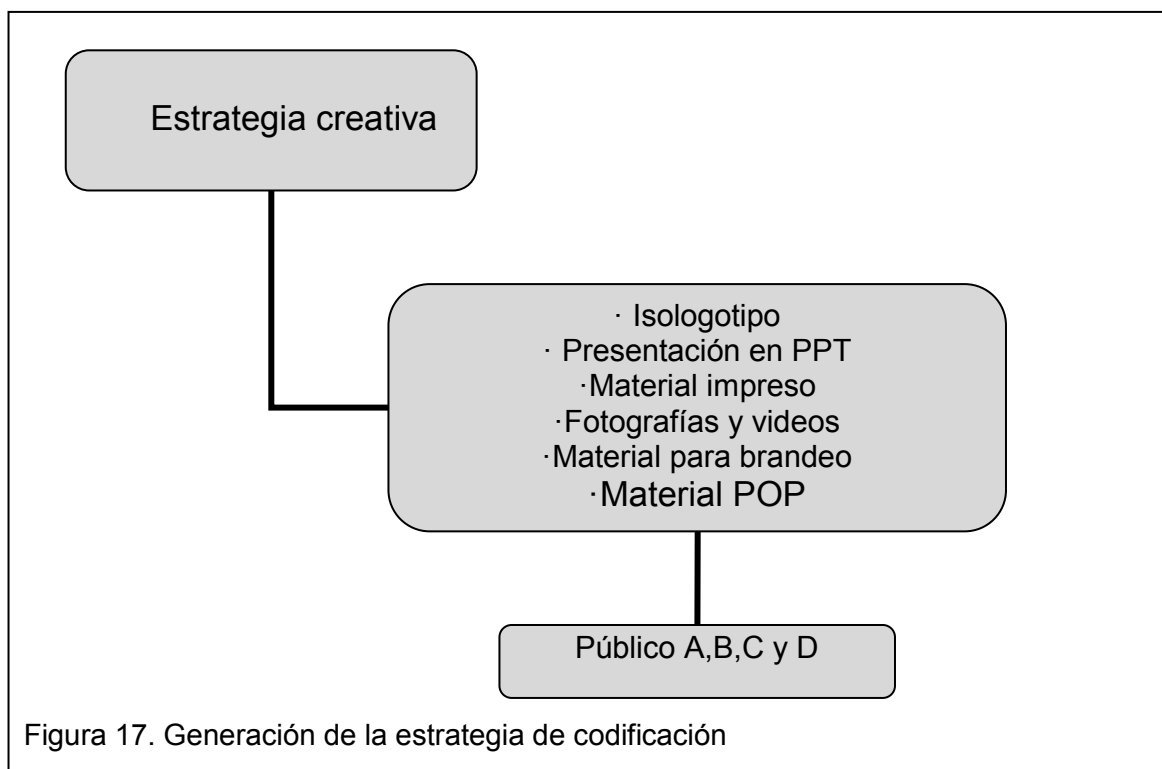 Estrategia creativa
· Isologotipo
· Presentación en PPT
·Material impreso
·Fotografías y videos
·Material para brandeo
·Material POP
Público A,B,C y D
Figura 17. Generación de la estrategia de codificación